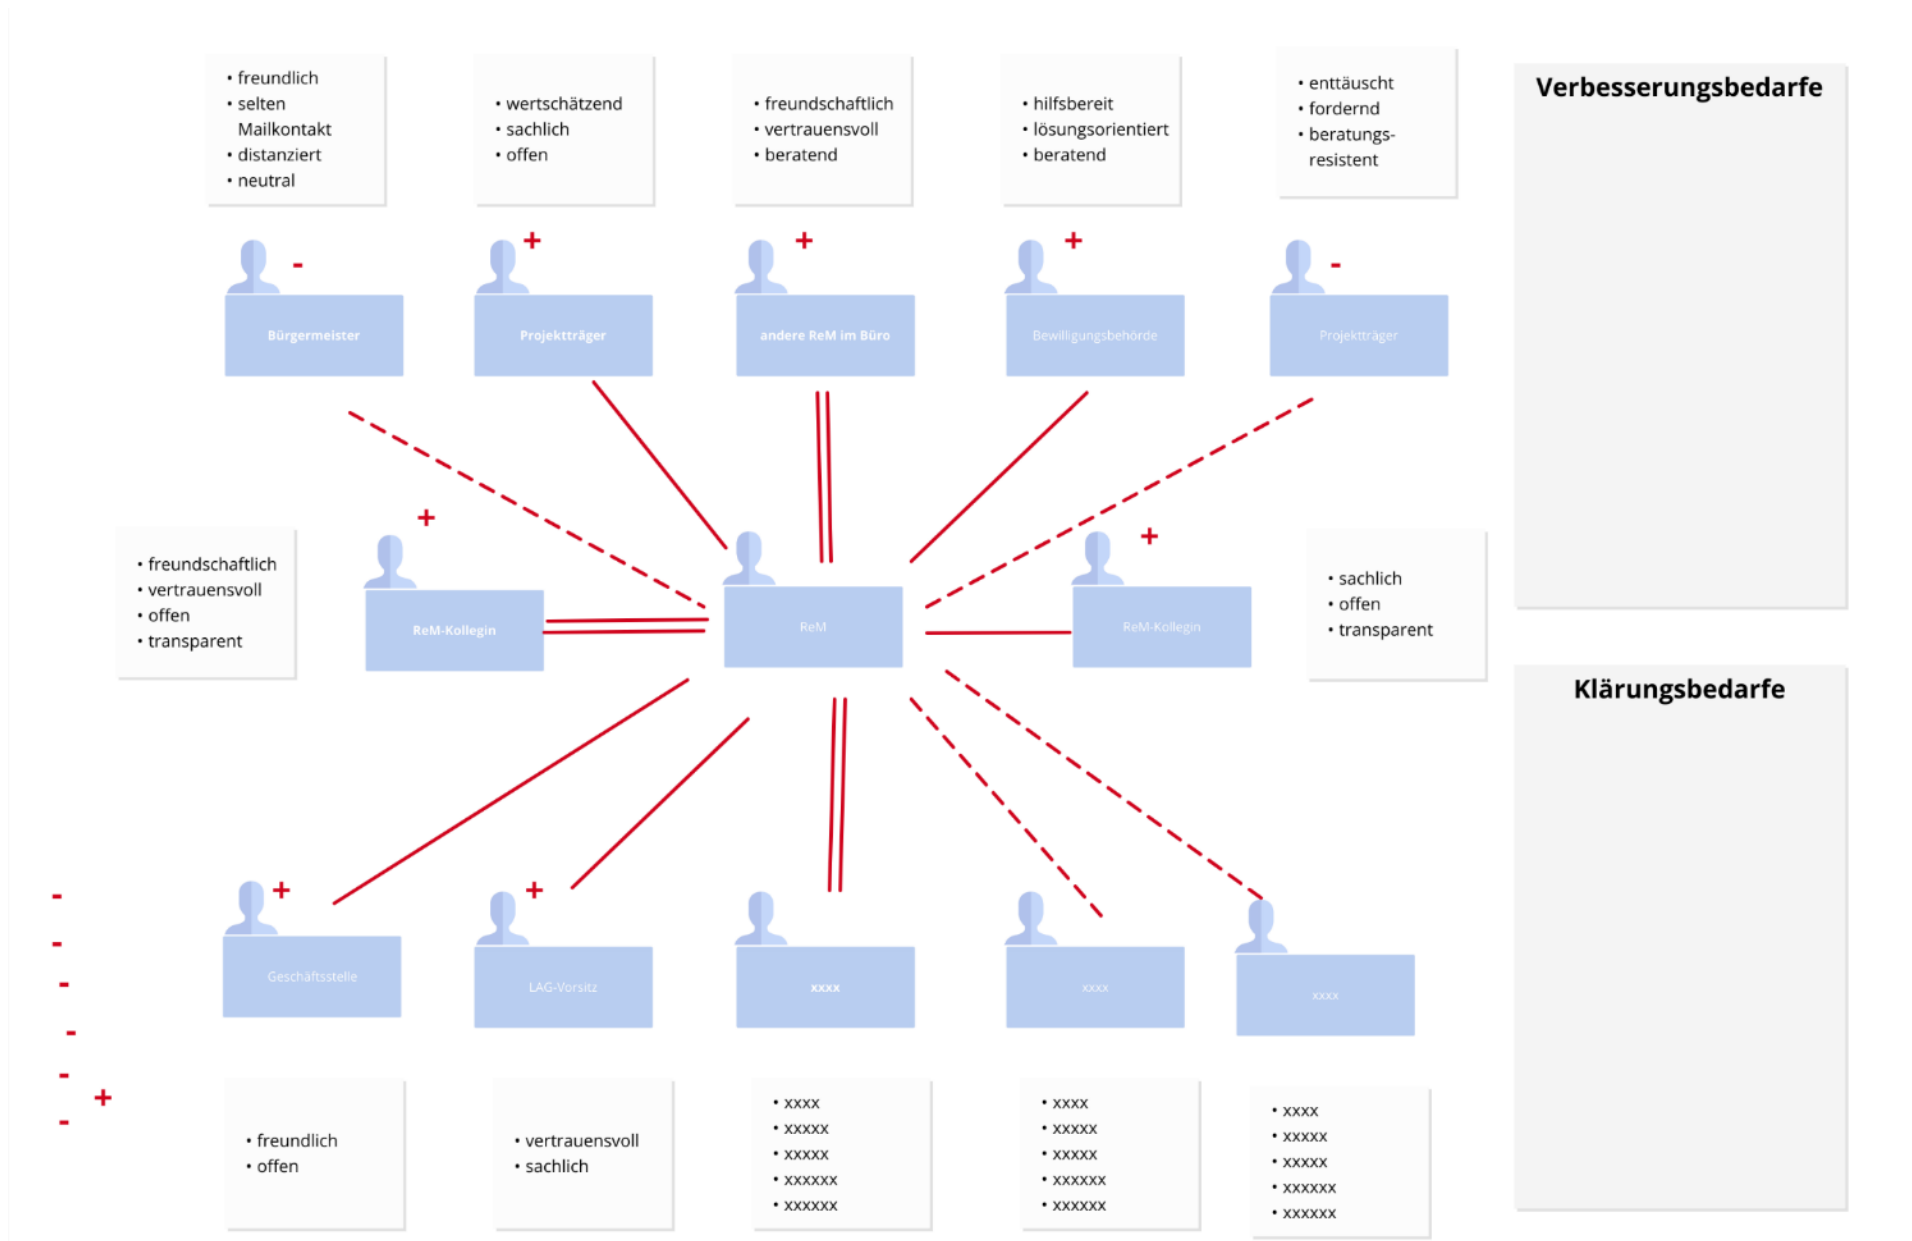 • freundlich
• selten
Mailkontakt
• distanziert
• neutral
• wertschätzend
• sachlich
• offen
• freundschaftlich
• vertrauensvoll
• beratend
• hilfsbereit
• lösungsorientiert
• beratend
• enttäuscht
• fordernd
• beratungs-
resistent
Verbesserungsbedarfe
-
+
+
+
-
Bürgermeister
Projektträger
andere ReM im Büro
Bewilligungsbehörde
Projektträger
• freundschaftlich
• vertrauensvoll
• offen
• transparent
+
ReM-Kollegin
ReM
+
ReM-Kollegin
• sachlich
• offen
• transparent
Klärungsbedarfe
+
+
Geschäftsstelle
LAG-Vorsitz
xxxx
xxxx
xxxx
-
-
-
-
-
+
-
• freundlich
• offen
• vertrauensvoll
• sachlich
• xxxx
• xxxxx
• xxxxx
• xxxxxx
• xxxxxx
• xxxx
• xxxxx
• xxxxx
• xxxxxx
• xxxxxx
• xxxx
• xxxxx
• xxxxx
• xxxxxx
• xxxxxx